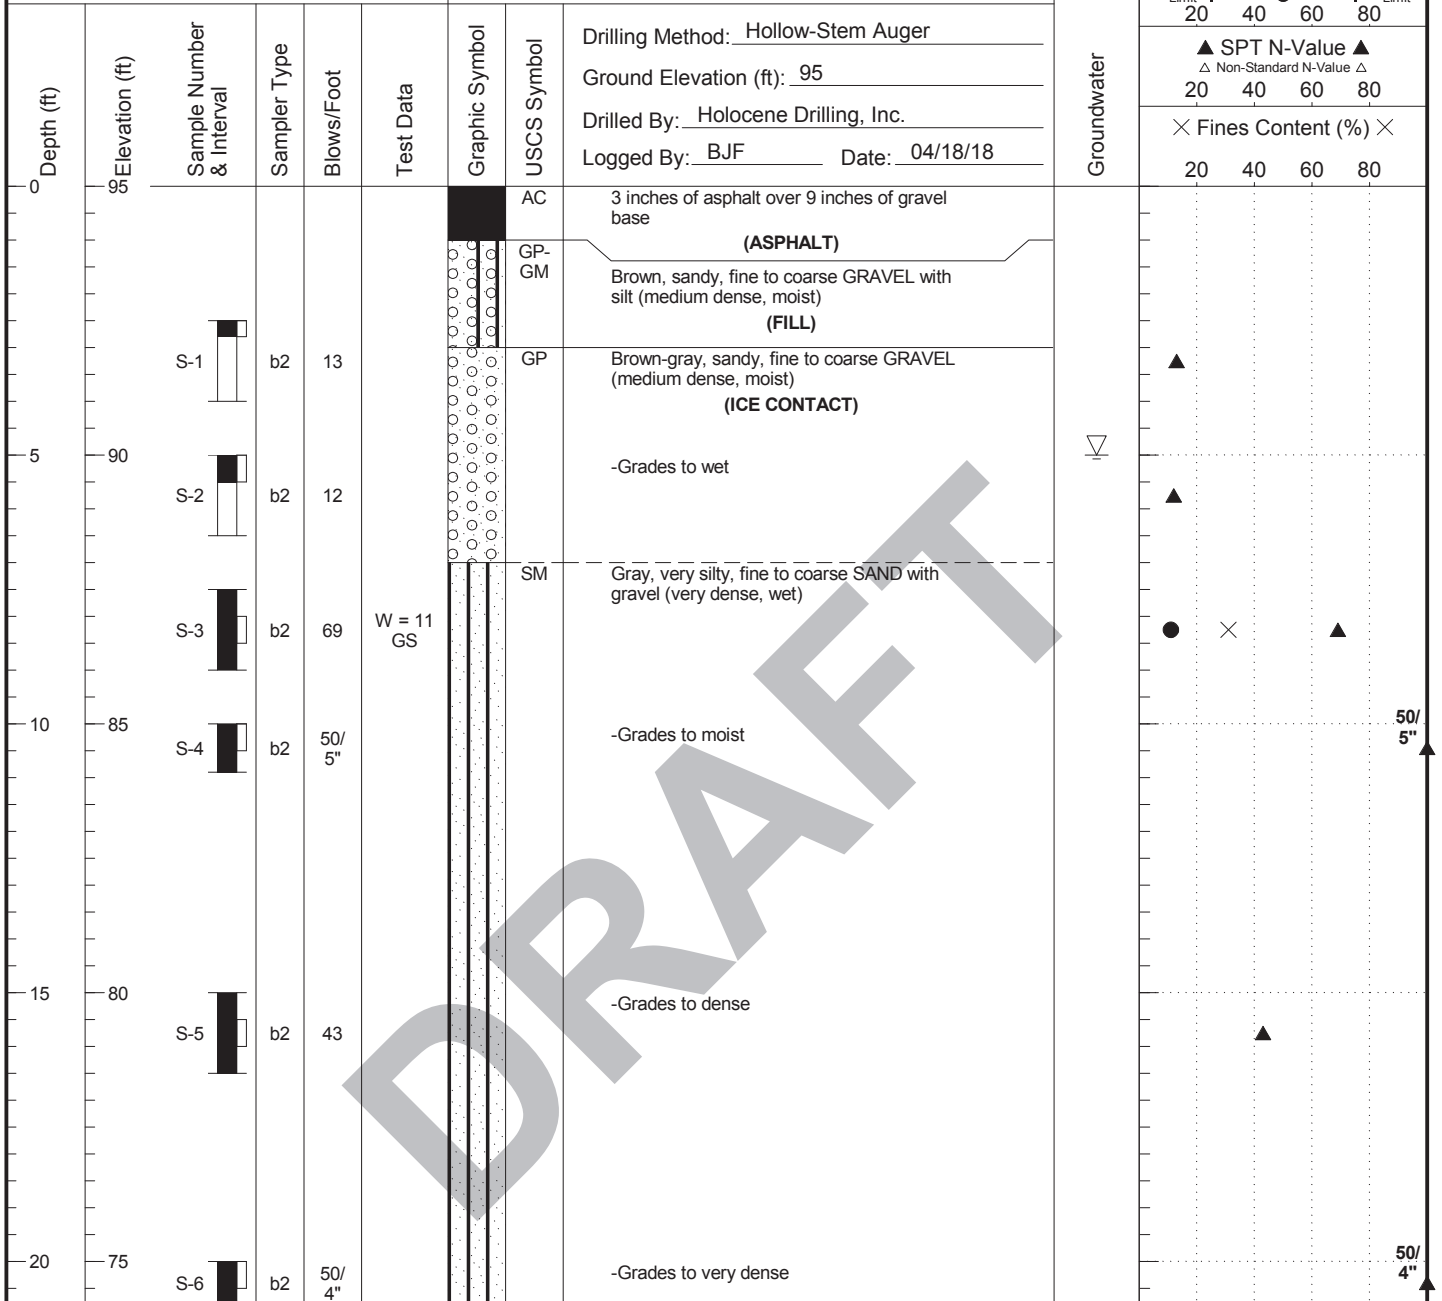 Limit Limit
20 40 60 80
Depth (ft)
Elevation (ft)
Sample Number
& Interval
Sampler Type
Blows/Foot
Test Data
Graphic Symbol
USCS Symbol
Drilling Method: Hollow-Stem Auger
Ground Elevation (ft): 95
Drilled By: Holocene Drilling, Inc.
Logged By: BJF Date: 04/18/18
Groundwater
▲ SPT N-Value ▲
△ Non-Standard N-Value △
20 40 60 80
× Fines Content (%) ×
20 40 60 80
0 95
AC 3 inches of asphalt over 9 inches of gravel
base
(ASPHALT)
GP-
GM
Brown, sandy, fine to coarse GRAVEL with
silt (medium dense, moist)
(FILL)
S-1 b2 13
GP Brown-gray, sandy, fine to coarse GRAVEL
(medium dense, moist)
(ICE CONTACT)
5 90
-Grades to wet
S-2 b2 12
SM Gray, very silty, fine to coarse SAND with
gravel (very dense, wet)
S-3 b2 69
W = 11
GS
10 85
-Grades to moist
S-4 b2 50/
5"
50/
5"
15 80
-Grades to dense
S-5 b2 43
20 75
-Grades to very dense
S-6 b2 50/
4"
50/
4"
DRAFT